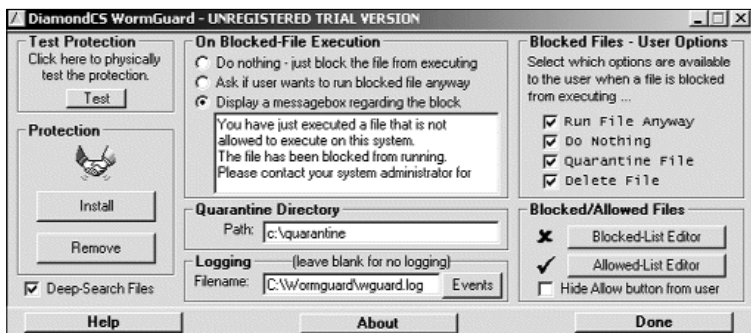 DiamondCS WormGuard - UNREGISTERED TRIAL VERSION
Test Protection
Click here to physically
test the protection.
Test
Protection
Install
Remove
Deep-Search Files
On Blocked-File Execution
Do nothing - just block the file from executing
Ask if user wants to run blocked file anyway
Display a messagebox regarding the block
You have just executed a file that is not
allowed to execute on this system.
The file has been blocked from running.
Please contact your system administrator for
Quarantine Directory
Path: c:\quarantine
Logging (leave blank for no logging)
Filename: C:\Wormguard\wguard.log Events
Blocked Files - User Options
Select which options are available
to the user when a file is blocked
from executing ...
Run File Anyway
Do Nothing
Quarantine File
Delete File
Blocked/Allowed Files
Blocked-List Editor
Allowed-List Editor
Hide Allow button from user
Help About Done